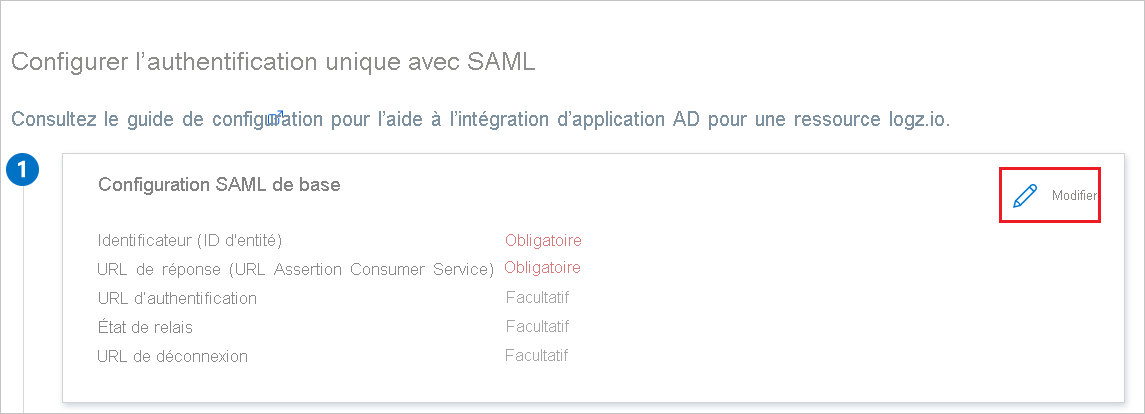 Configurer l’authentification unique avec SAML
Consultez le guide de configuration pour l’aide à l’intégration d’application AD pour une ressource logz.io.
1
Configuration SAML de base
Modifier
Identificateur (ID d'entité) Obligatoire
URL de réponse (URL Assertion Consumer Service) Obligatoire
URL d’authentification Facultatif
État de relais Facultatif
URL de déconnexion Facultatif